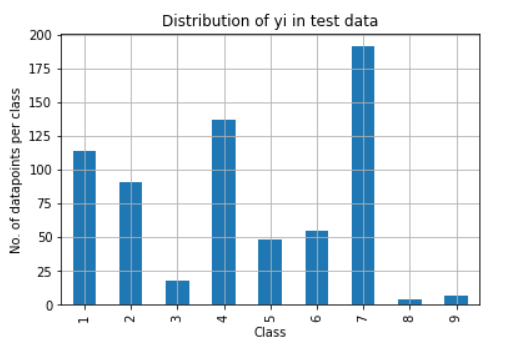 Distribution of yi in test data
No. of datapoints per class
200
175
150
125
100
75
50
25
0
1 2 3 4 5 6 7 8 9
Class